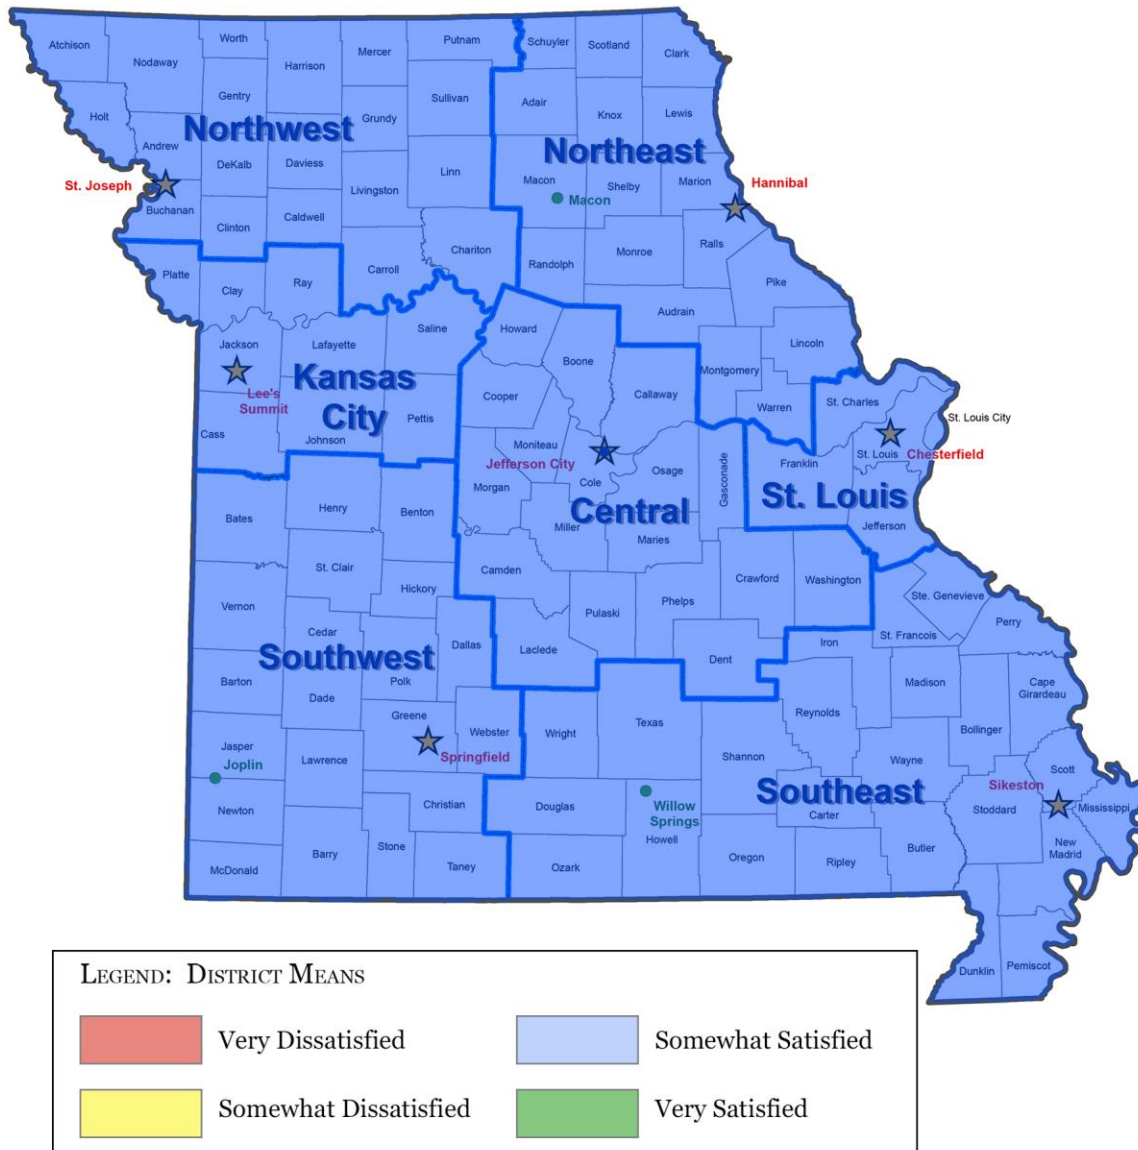 Atchison
Nodaway
Worth
Harrison
Mercer
Putnam
Schuyler
Scotland
Clark
Holt
Gentry
Sullivan
Adair
Knox
Lewis
Andrew
Grundy
Northwest
Northeast
DeKalb
Daviess
Linn
St. Joseph
Livingston
Macon
Macon
Shelby
Marion
Hannibal
Buchanan
Clinton
Caldwell
Chariton
Randolph
Monroe
Ralls
Platte
Clay
Ray
Carroll
Pike
Audrain
Saline
Howard
Jackson
Lafayette
Boone
Lincoln
Kansas
City
Lee's
Summit
Cooper
Callaway
Montgomery
Warren
St. Charles
St. Louis City
Cass
Johnson
Pettis
Moniteau
Jefferson City
Cole
Osage
Gasconade
Franklin
St. Louis
Chesterfield
St. Louis
Morgan
Miller
Central
Maries
Jefferson
Bates
Henry
Benton
St. Clair
Camden
Crawford
Washington
Hickory
Pulaski
Phelps
Ste. Genevieve
Vernon
Cedar
Dallas
Laclede
Dent
Iron
St. Francois
Perry
Southwest
Barton
Dade
Polk
Madison
Cape
Girardeau
Greene
Webster
Wright
Texas
Reynolds
Bollinger
Jasper
Joplin
Lawrence
Springfield
Shannon
Wayne
Scott
Southeast
Sikeston
Newton
Christian
Douglas
Willow
Springs
Howell
Carter
Stoddard
Mississippi
McDonald
Barry
Stone
Taney
Ozark
Oregon
Ripley
Butler
New
Madrid
Dunklin
Pemiscot
LEGEND: DISTRICT MEANS
Very Dissatisfied
Somewhat Satisfied
Somewhat Dissatisfied
Very Satisfied